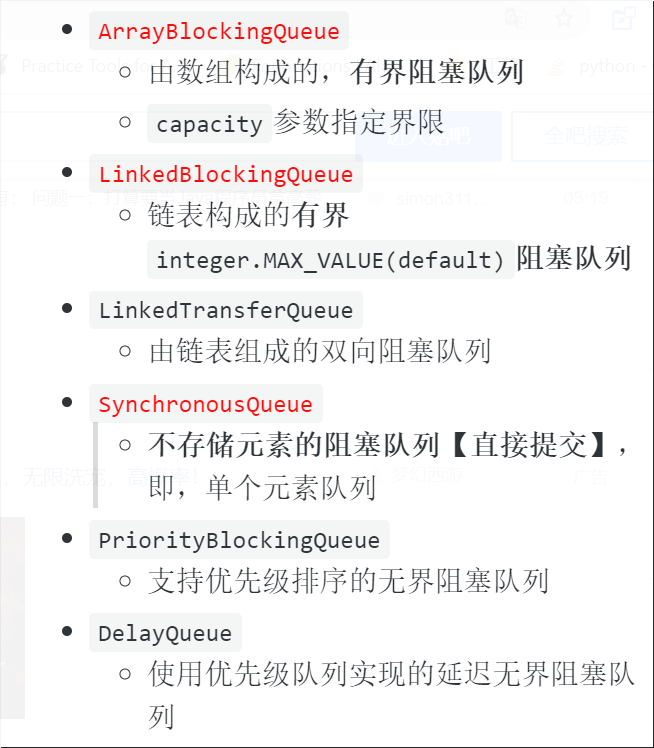 ArrayBlockingQueue
由数组构成的，有界阻塞队列
capacity 参数指定界限
LinkedBlockingQueue
链表构成的有界
integer.MAX_VALUE(default) 阻塞队列
LinkedTransferQueue
由链表组成的双向阻塞队列
SynchronousQueue
不存储元素的阻塞队列【直接提交】，
即，单个元素队列
PriorityBlockingQueue
支持优先级排序的无界阻塞队列
DelayQueue
使用优先级队列实现的延迟无界阻塞队
列